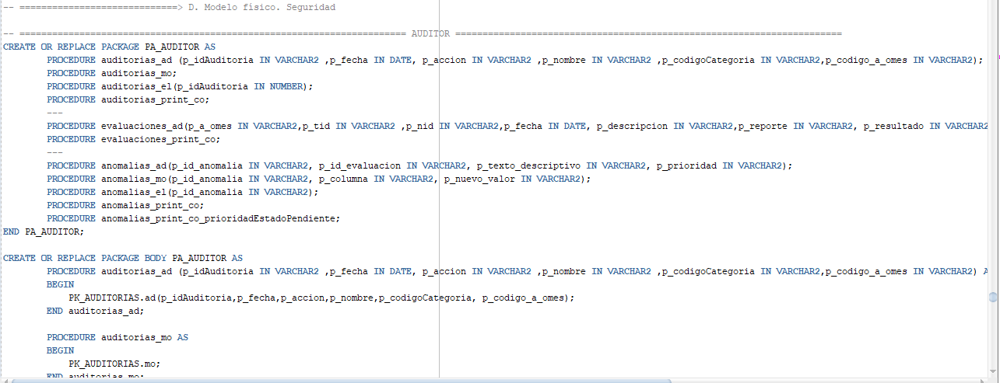 -- =============================> D. Modelo físico. Seguridad
-- ======================================================================= AUDITOR =======================================================================
CREATE OR REPLACE PACKAGE PA_AUDITOR AS
PROCEDURE auditorias_ad (p_idAuditoria IN VARCHAR2 ,p_fecha IN DATE, p_accion IN VARCHAR2 ,p_nombre IN VARCHAR2 ,p_codigoCategoria IN VARCHAR2,p_codigo_a_omes IN VARCHAR2);
PROCEDURE auditorias_mo;
PROCEDURE auditorias_el(p_idAuditoria IN NUMBER);
PROCEDURE auditorias_print_co;
---
PROCEDURE evaluaciones_ad(p_a_omes IN VARCHAR2,p_tid IN VARCHAR2 ,p_nid IN VARCHAR2,p_fecha IN DATE, p_descripcion IN VARCHAR2,p_reporte IN VARCHAR2, p_resultado IN VARCHAR2
PROCEDURE evaluaciones_print_co;
---
PROCEDURE anomalias_ad(p_id_anomalia IN VARCHAR2, p_id_evaluacion IN VARCHAR2, p_texto_descriptivo IN VARCHAR2, p_prioridad IN VARCHAR2);
PROCEDURE anomalias_mo(p_id_anomalia IN VARCHAR2, p_columna IN VARCHAR2, p_nuevo_valor IN VARCHAR2);
PROCEDURE anomalias_el(p_id_anomalia IN VARCHAR2);
PROCEDURE anomalias_print_co;
PROCEDURE anomalias_print_co_prioridadEstadoPendiente;
END PA_AUDITOR;
CREATE OR REPLACE PACKAGE BODY PA_AUDITOR AS
PROCEDURE auditorias_ad (p_idAuditoria IN VARCHAR2 ,p_fecha IN DATE, p_accion IN VARCHAR2 ,p_nombre IN VARCHAR2 ,p_codigoCategoria IN VARCHAR2,p_codigo_a_omes IN VARCHAR2)
BEGIN
PK_AUDITORIAS.ad(p_idAuditoria,p_fecha,p_accion,p_nombre,p_codigoCategoria, p_codigo_a_omes);
END auditorias_ad;
PROCEDURE auditorias_mo AS
BEGIN
PK_AUDITORIAS.mo;
END auditorias_mo;